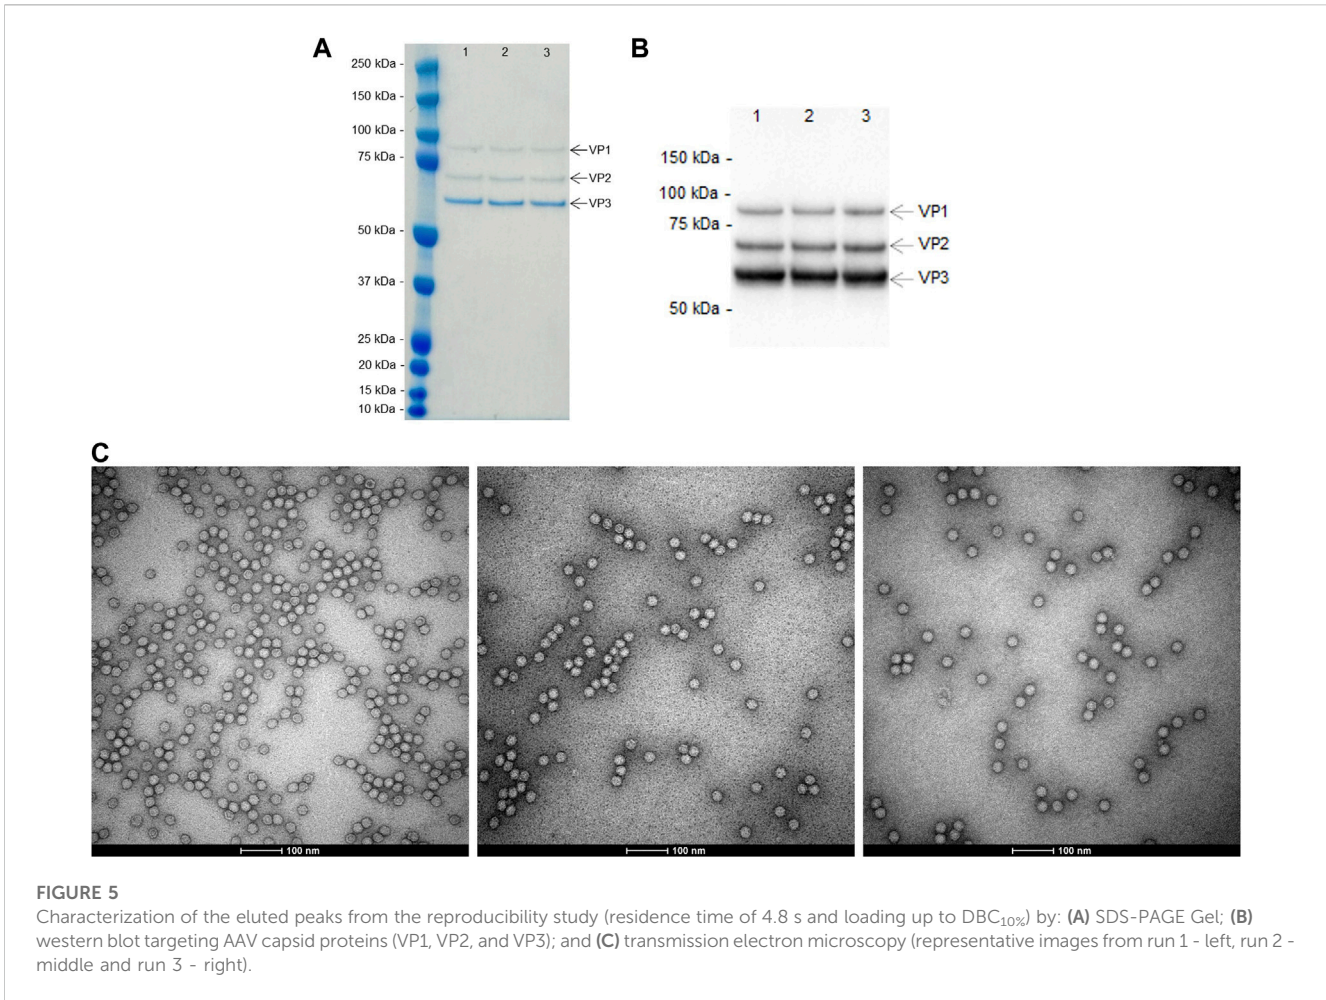 A
1 2 3
250 kDa -
150 kDa -
100 kDa -
75 kDa -
50 kDa -
37 kDa -
25 kDa -
20 kDa -
15 kDa -
10 kDa -
VP1
VP2
VP3
B
1 2 3
150 kDa -
100 kDa -
75 kDa -
50 kDa -
VP1
VP2
VP3
C
100 nm
100 nm
100 nm
FIGURE 5
Characterization of the eluted peaks from the reproducibility study (residence time of 4.8 s and loading up to DBC10%) by: (A) SDS-PAGE Gel; (B)
western blot targeting AAV capsid proteins (VP1, VP2, and VP3); and (C) transmission electron microscopy (representative images from run 1 - left, run 2 -
middle and run 3 - right).